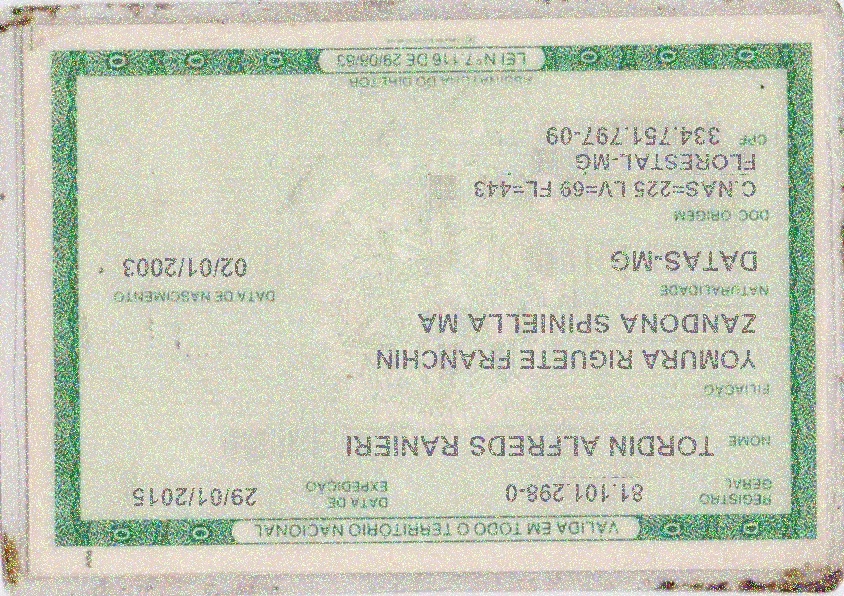 VÁLIDA EM TODO O TERRITÓRIO NACIONAL
REGISTRO GERAL 81.101.298-0 DATA DE EXPEDIÇÃO 29/01/2015
NOME TORDIN ALFREDS RANIERI
FILIAÇÃO
YOMURA RIGUETE FRANCHIN
ZANDONA SPINIELLA MA
NATURALIDADE DATA DE NASCIMENTO
DATAS-MG 02/01/2003
DOC ORIGEM
C.NAS=225 LV=69 FL=443
FLORESTAL-MG
CPF 334.751.797-09
ASSINATURA DO DIRETOR
LEI Nº 7.116 DE 29/08/83